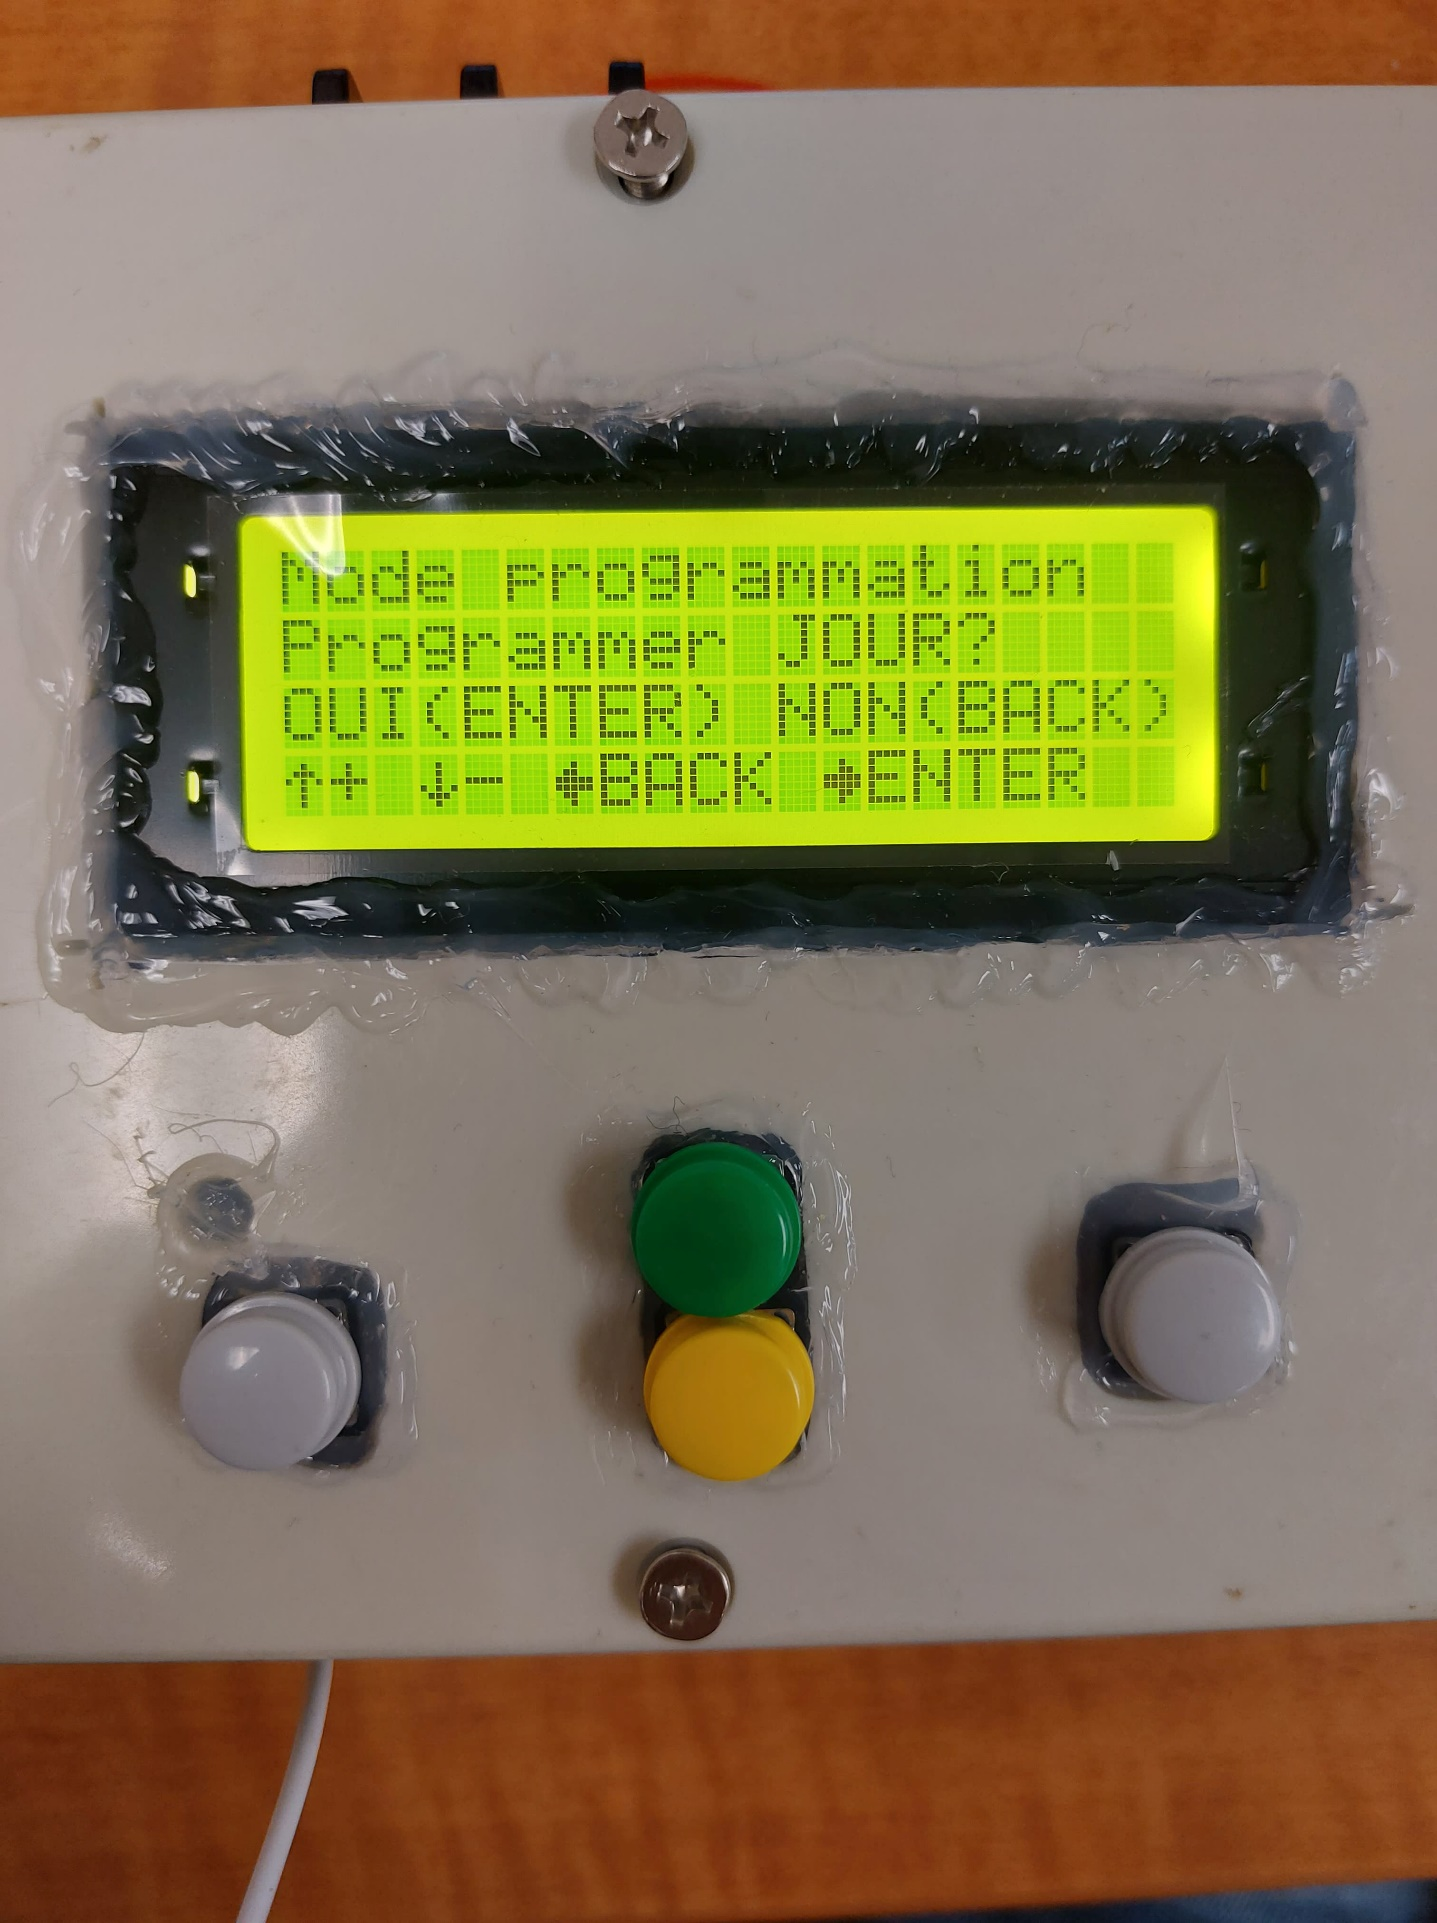 Mode programmation
Programmer JOUR?
OUI(ENTER) NON(BACK)
↑+ ↓- ←BACK →ENTER